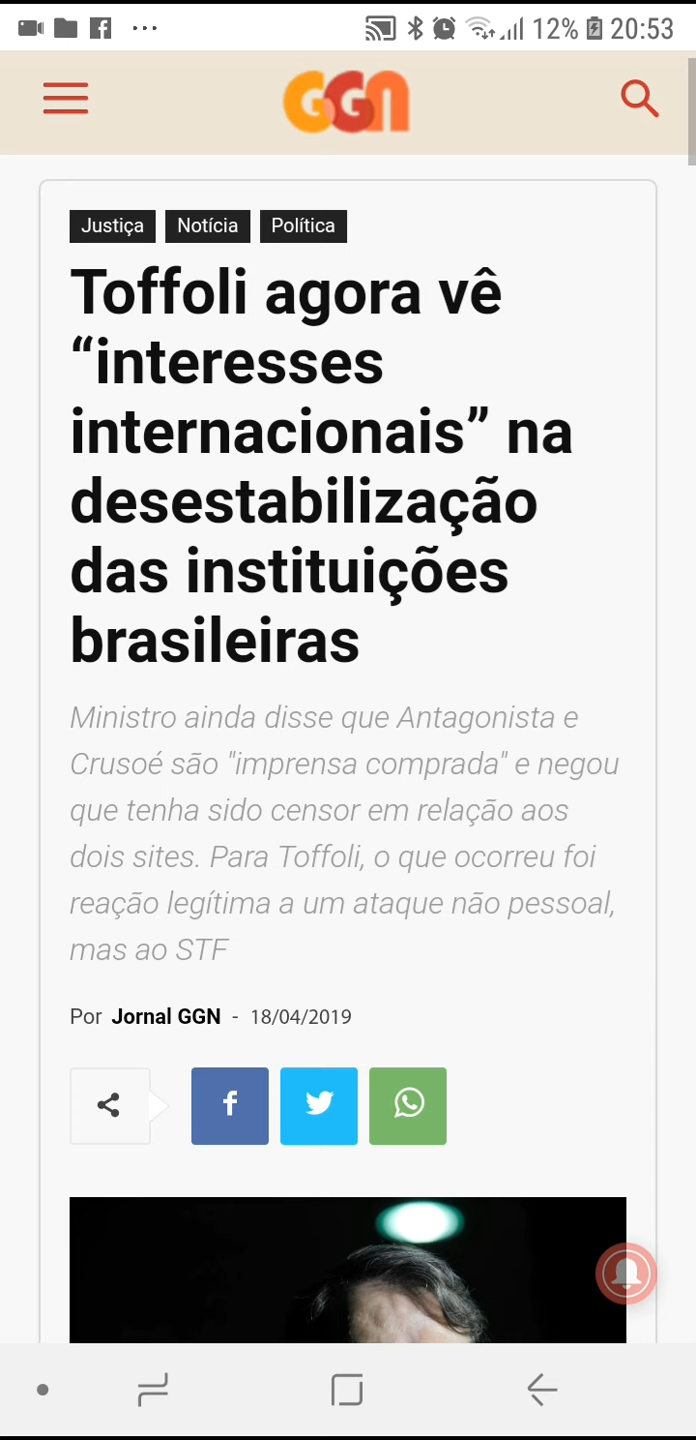 12% 20:53
GGN
Justiça Notícia Política
Toffoli agora vê
“interesses
internacionais” na
desestabilização
das instituições
brasileiras
Ministro ainda disse que Antagonista e
Crusoé são "imprensa comprada" e negou
que tenha sido censor em relação aos
dois sites. Para Toffoli, o que ocorreu foi
reação legítima a um ataque não pessoal,
mas ao STF
Por Jornal GGN - 18/04/2019